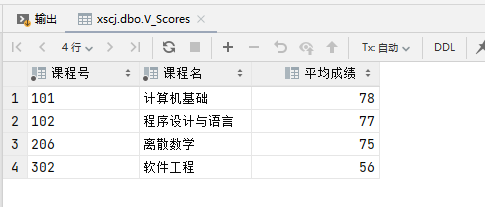 输出 xscj.dbo.V_Scores
4 行 Tx: 自动 DDL
课程号 课程名 平均成绩
1 101 计算机基础 78
2 102 程序设计与语言 77
3 206 离散数学 75
4 302 软件工程 56